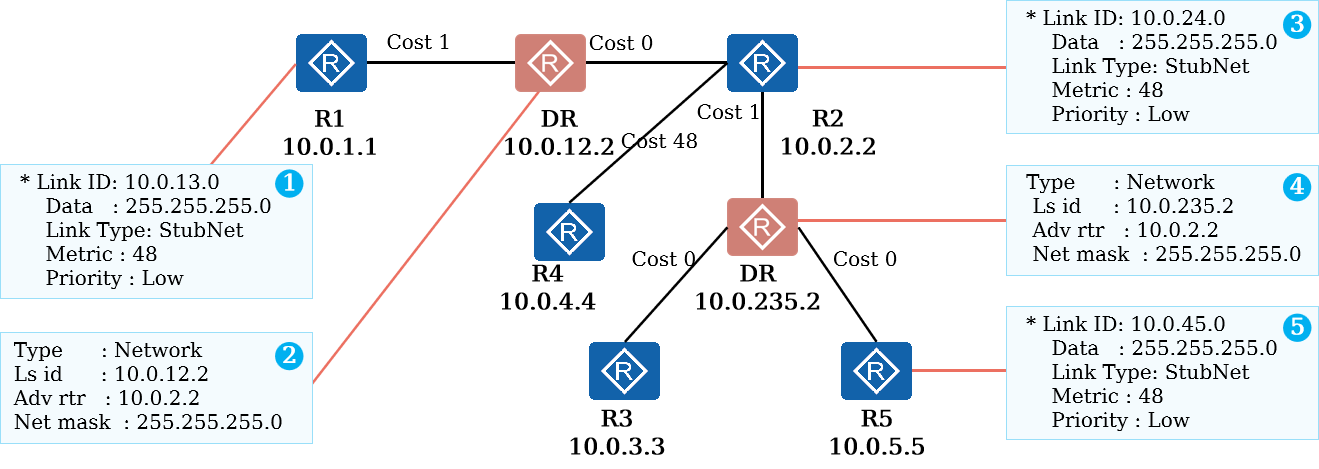 Cost 1
Cost 0
R
R
R
R1
10.0.1.1
DR
10.0.12.2
R2
10.0.2.2
Cost 1
Cost 48
* Link ID: 10.0.24.0
Data : 255.255.255.0
Link Type: StubNet
Metric : 48
Priority : Low
3
* Link ID: 10.0.13.0
Data : 255.255.255.0
Link Type: StubNet
Metric : 48
Priority : Low
1
Type : Network
Ls id : 10.0.235.2
Adv rtr : 10.0.2.2
Net mask : 255.255.255.0
4
R
R4
10.0.4.4
R
DR
10.0.235.2
Cost 0
Cost 0
Type : Network
Ls id : 10.0.12.2
Adv rtr : 10.0.2.2
Net mask : 255.255.255.0
2
R
R3
10.0.3.3
R
R5
10.0.5.5
* Link ID: 10.0.45.0
Data : 255.255.255.0
Link Type: StubNet
Metric : 48
Priority : Low
5